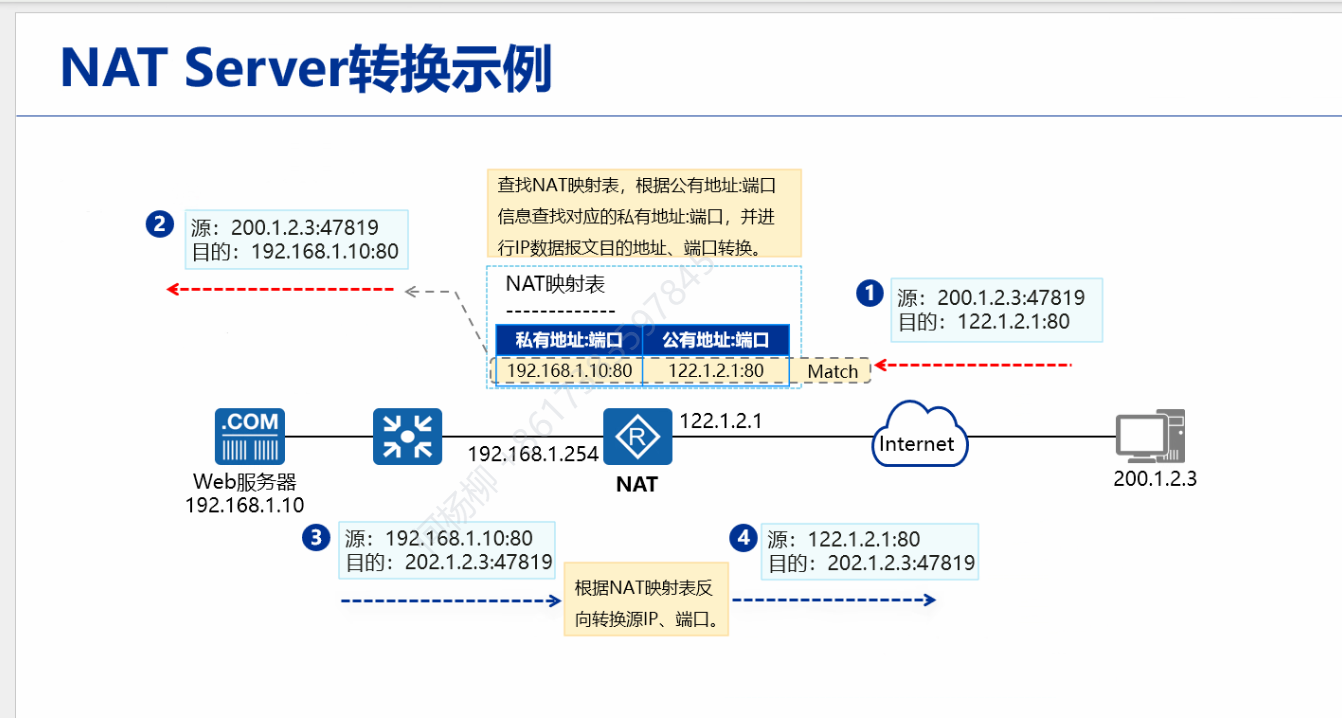 NAT Server转换示例
查找NAT映射表，根据公有地址:端口
信息查找对应的私有地址:端口，并进
行IP数据报文目的地址、端口转换。
2
源：200.1.2.3:47819
目的：192.168.1.10:80
NAT映射表
-------------
私有地址:端口 公有地址:端口
192.168.1.10:80 122.1.2.1:80 Match
1
源：200.1.2.3:47819
目的：122.1.2.1:80
.COM
Web服务器
192.168.1.10
192.168.1.254
R
NAT
122.1.2.1
Internet
200.1.2.3
3
源：192.168.1.10:80
目的：202.1.2.3:47819
根据NAT映射表反
向转换源IP、端口。
4
源：122.1.2.1:80
目的：202.1.2.3:47819